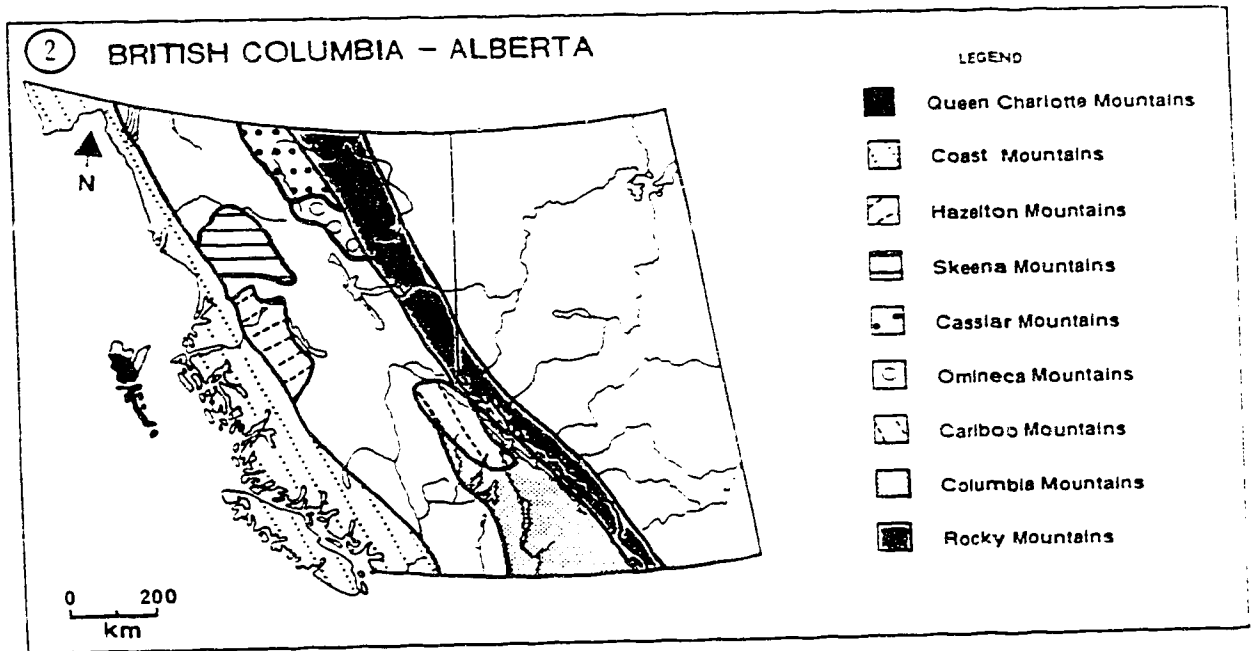 2 BRITISH COLUMBIA – ALBERTA
LEGEND
Queen Charlotte Mountains
Coast Mountains
Hazelton Mountains
Skeena Mountains
Cassiar Mountains
Omineca Mountains
Cariboo Mountains
Columbia Mountains
Rocky Mountains
N
0 200
km